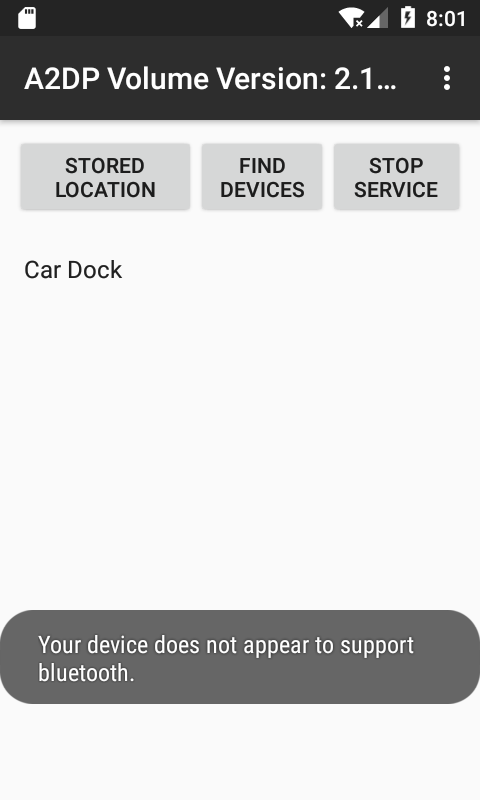 8:01
A2DP Volume Version: 2.1...
STORED
LOCATION
FIND
DEVICES
STOP
SERVICE
Car Dock
Your device does not appear to support
bluetooth.